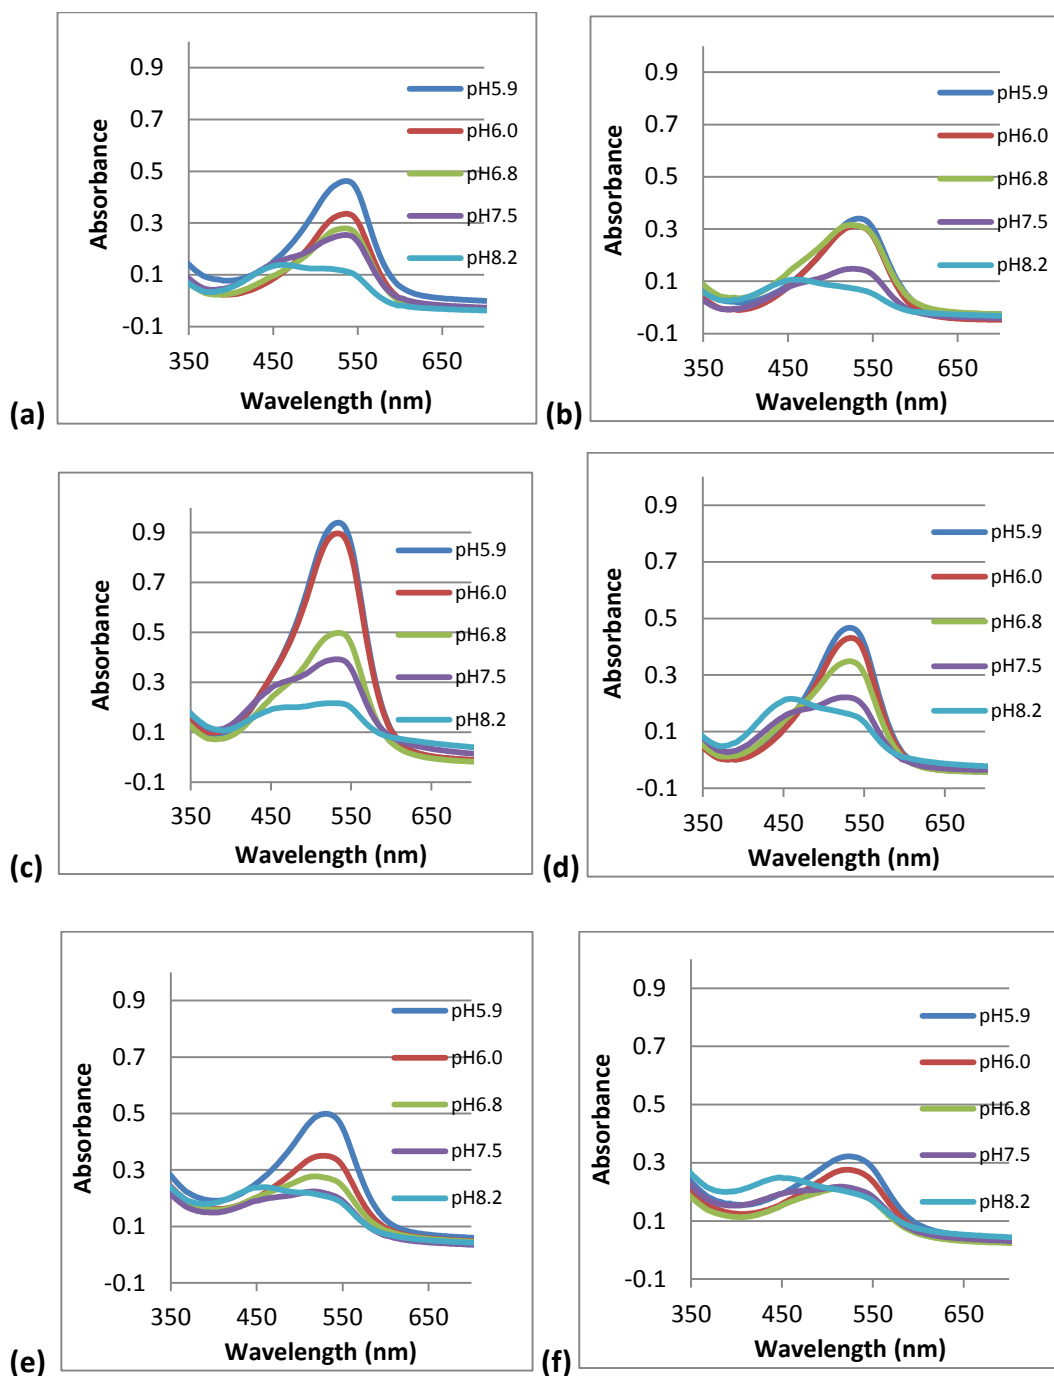 0.9
0.7
0.5
0.3
0.1
-0.1
350 450 550 650
Absorbance
Wavelength (nm)
pH5.9
pH6.0
pH6.8
pH7.5
pH8.2
(a)
0.9
0.7
0.5
0.3
0.1
-0.1
350 450 550 650
Absorbance
Wavelength (nm)
pH5.9
pH6.0
pH6.8
pH7.5
pH8.2
(b)
0.9
0.7
0.5
0.3
0.1
-0.1
350 450 550 650
Absorbance
Wavelength (nm)
pH5.9
pH6.0
pH6.8
pH7.5
pH8.2
(c)
0.9
0.7
0.5
0.3
0.1
-0.1
350 450 550 650
Absorbance
Wavelength (nm)
pH5.9
pH6.0
pH6.8
pH7.5
pH8.2
(d)
0.9
0.7
0.5
0.3
0.1
-0.1
350 450 550 650
Absorbance
Wavelength (nm)
pH5.9
pH6.0
pH6.8
pH7.5
pH8.2
(e)
0.9
0.7
0.5
0.3
0.1
-0.1
350 450 550 650
Absorbance
Wavelength (nm)
pH5.9
pH6.0
pH6.8
pH7.5
pH8.2
(f)